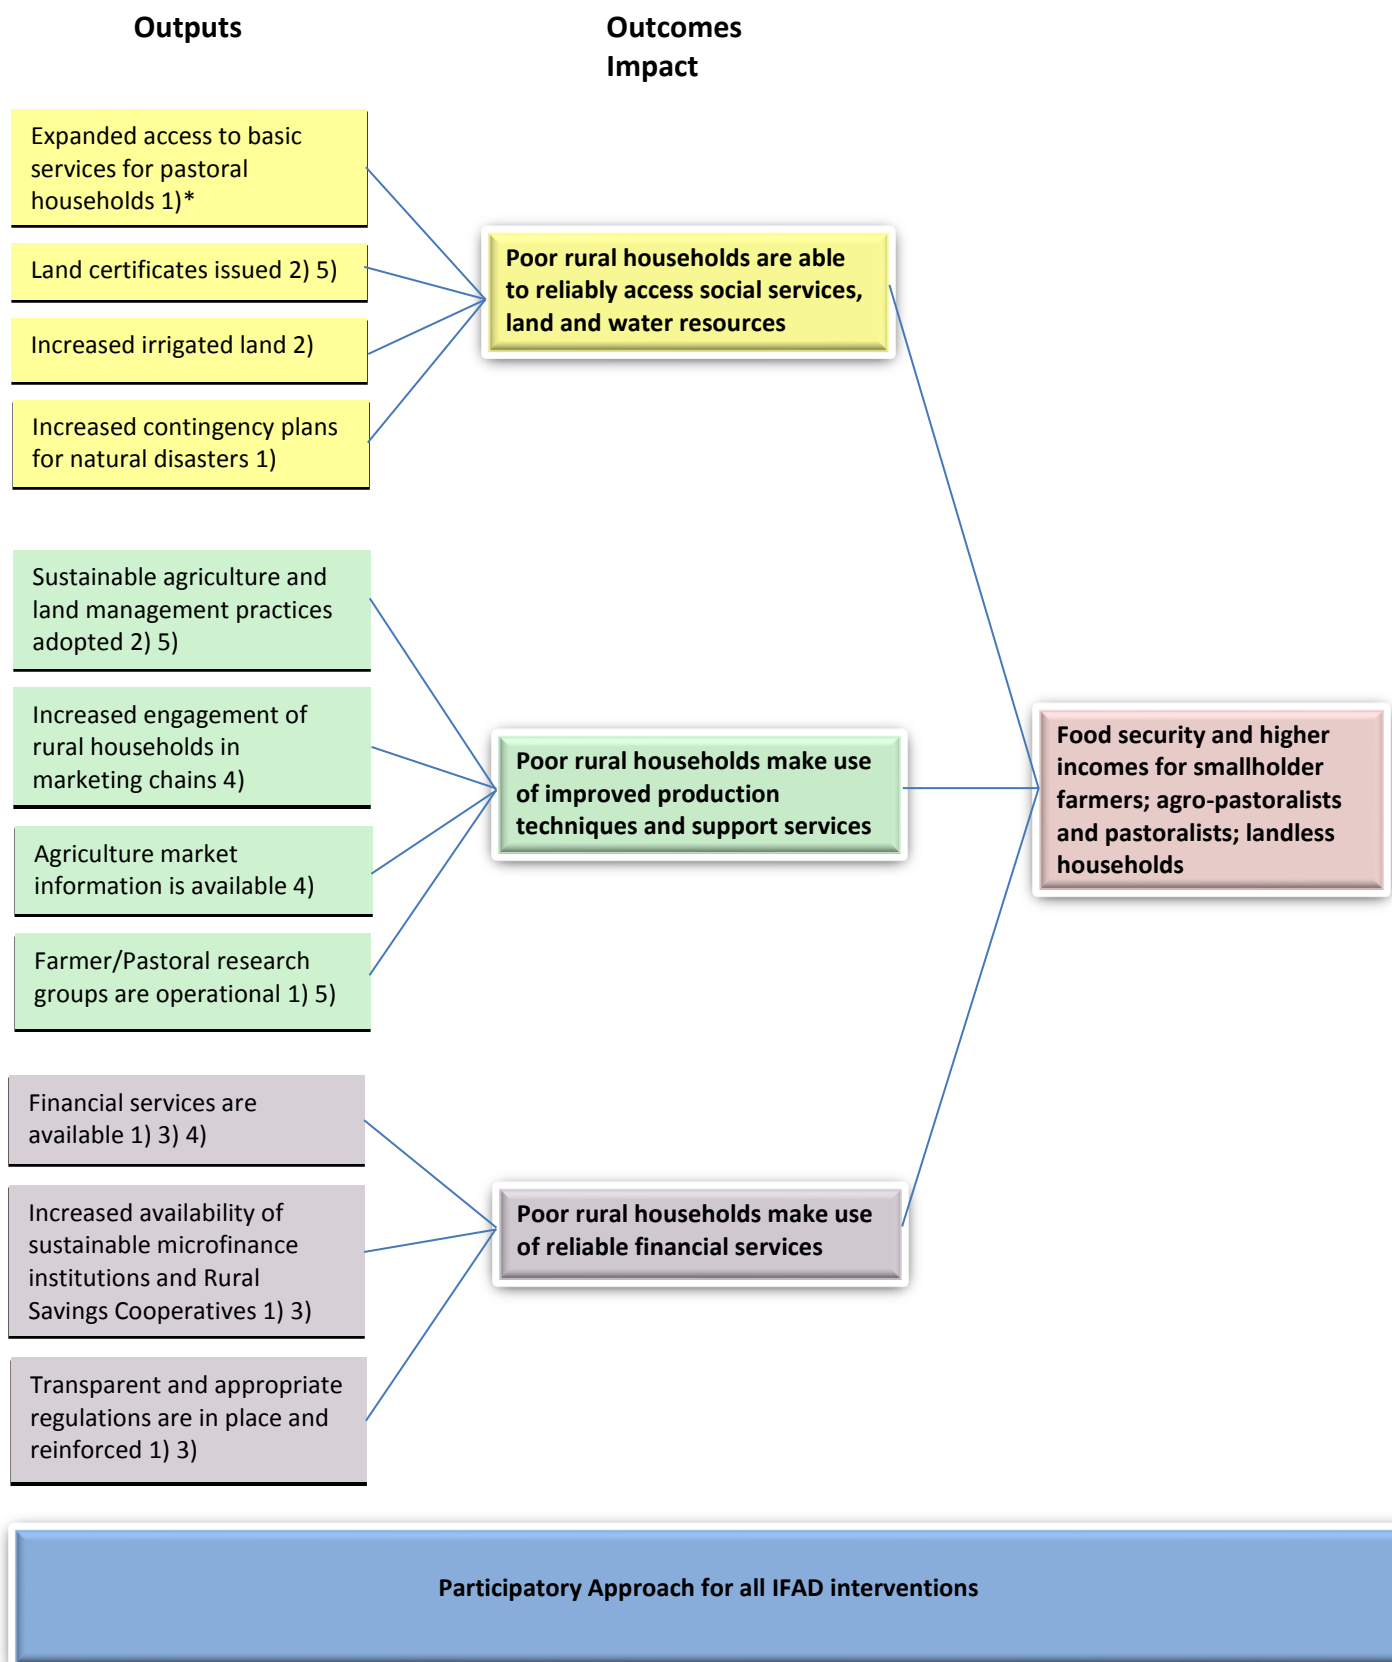 Outputs
Outcomes
Impact
Expanded access to basic
services for pastoral
households 1)*
Land certificates issued 2) 5)
Increased irrigated land 2)
Increased contingency plans
for natural disasters 1)
Poor rural households are able
to reliably access social services,
land and water resources
Sustainable agriculture and
land management practices
adopted 2) 5)
Increased engagement of
rural households in
marketing chains 4)
Agriculture market
information is available 4)
Farmer/Pastoral research
groups are operational 1) 5)
Poor rural households make use
of improved production
techniques and support services
Food security and higher
incomes for smallholder
farmers; agro-pastoralists
and pastoralists; landless
households
Financial services are
available 1) 3) 4)
Increased availability of
sustainable microfinance
institutions and Rural
Savings Cooperatives 1) 3)
Transparent and appropriate
regulations are in place and
reinforced 1) 3)
Poor rural households make use
of reliable financial services
Participatory Approach for all IFAD interventions